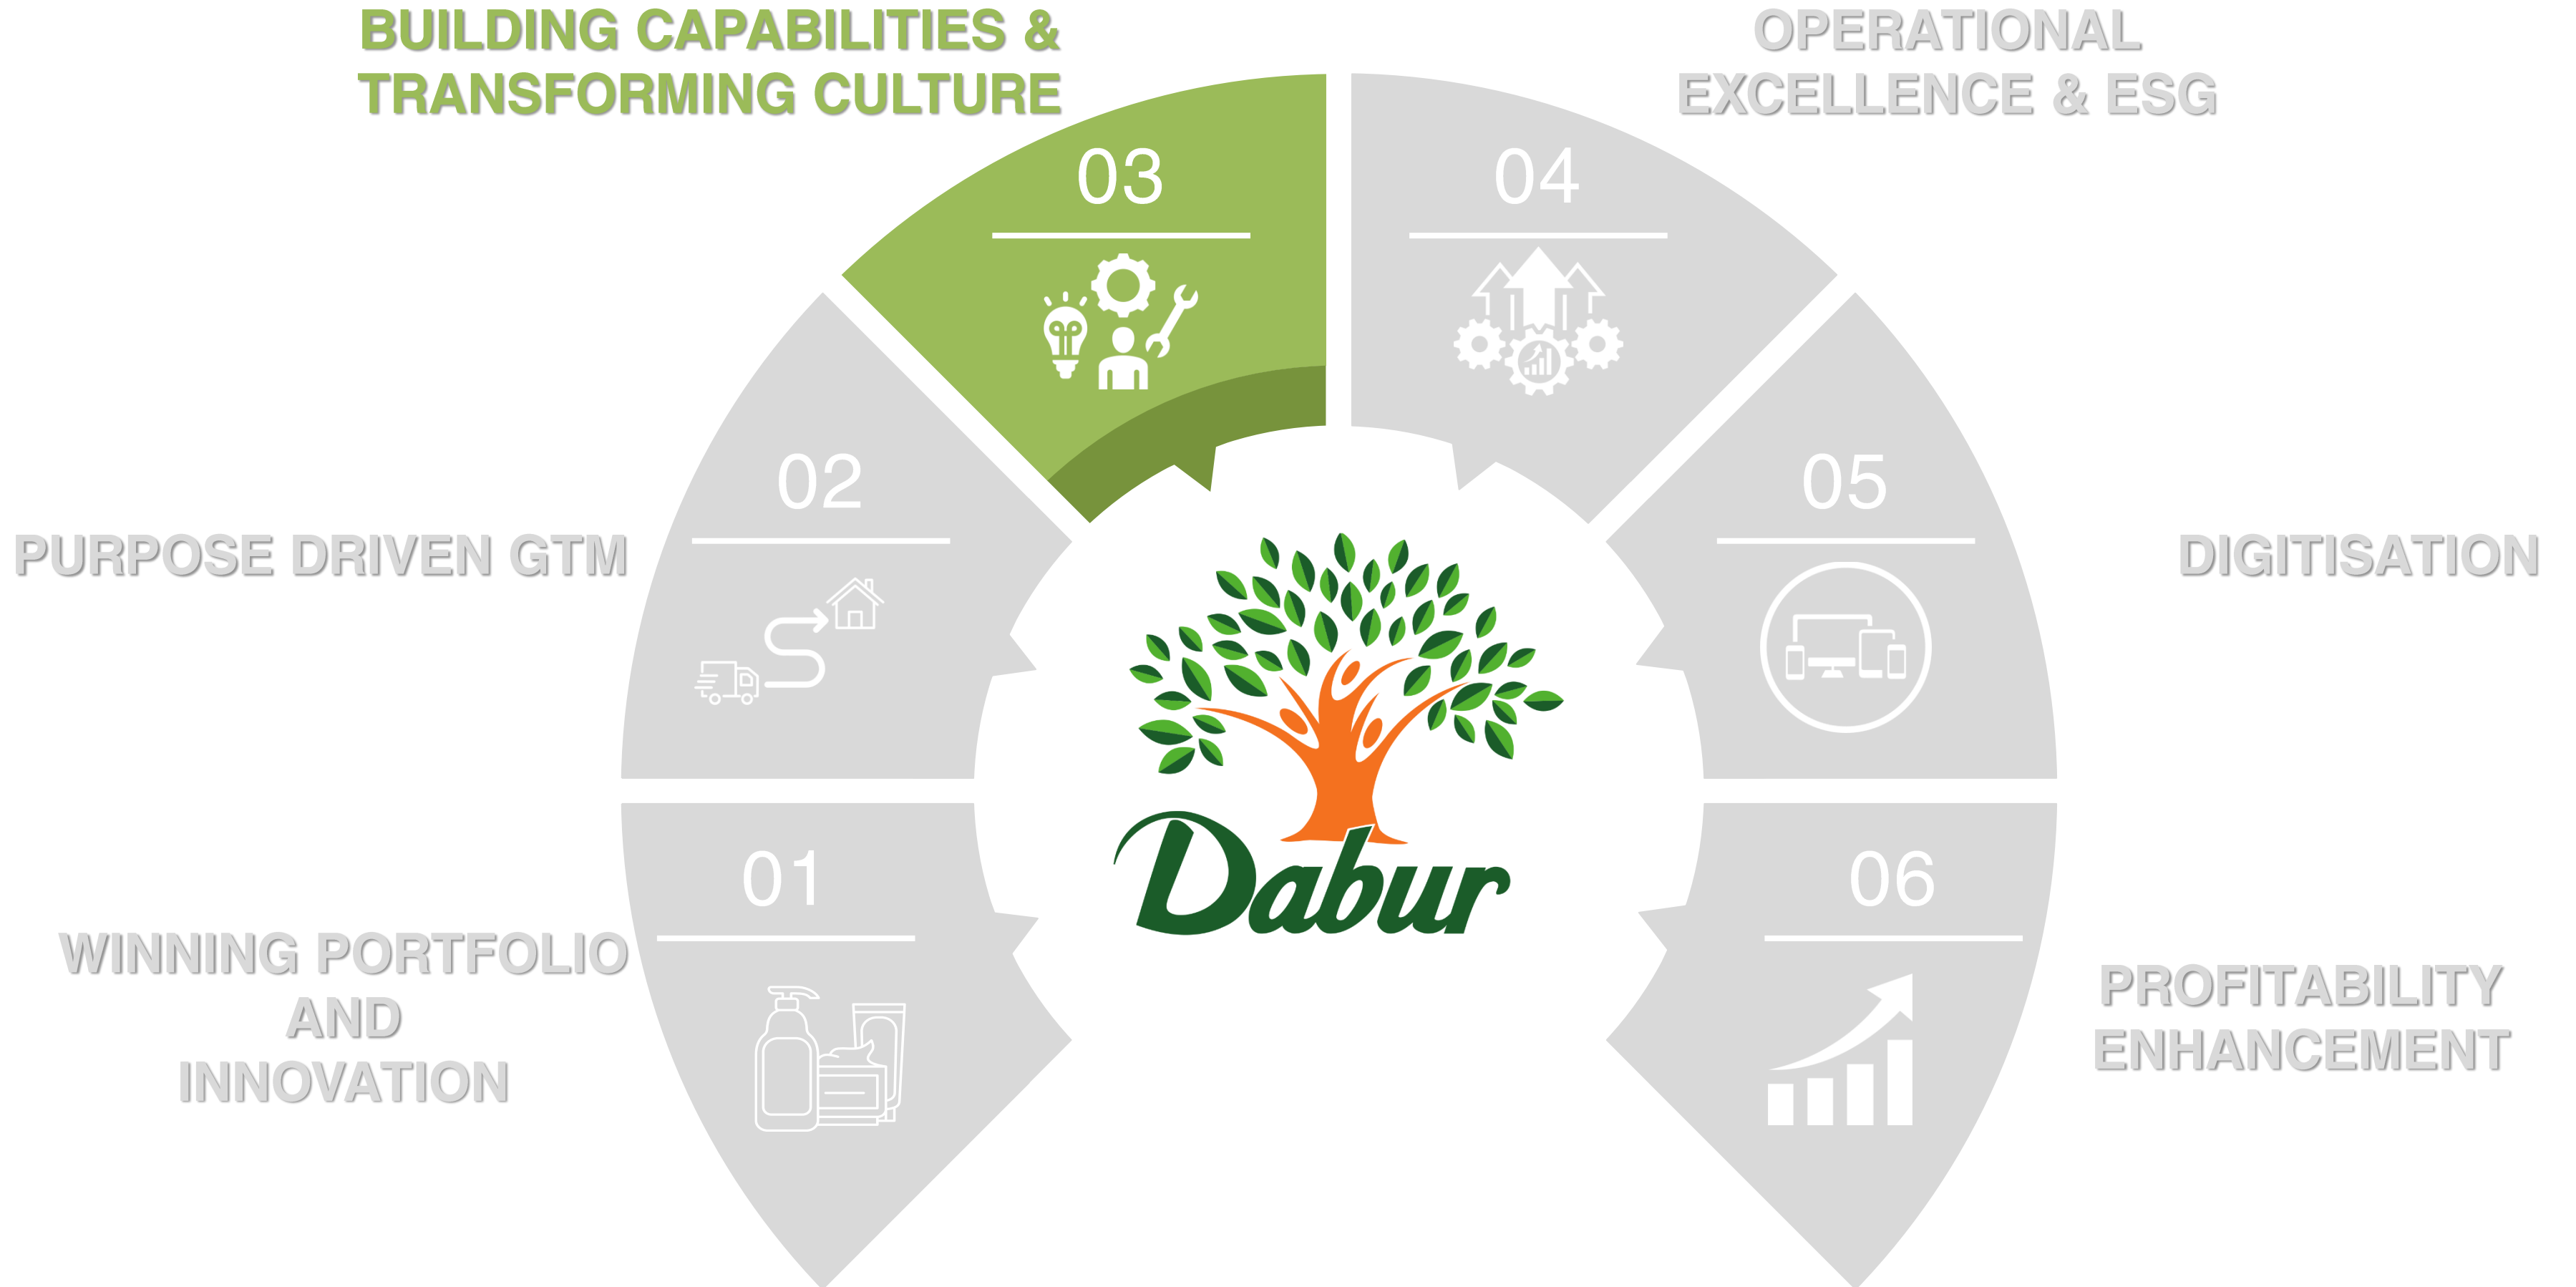 BUILDING CAPABILITIES &
TRANSFORMING CULTURE
OPERATIONAL
EXCELLENCE & ESG
03
04
02
05
PURPOSE DRIVEN GTM
DIGITISATION
Dabur
01
06
WINNING PORTFOLIO
AND
INNOVATION
PROFITABILITY
ENHANCEMENT